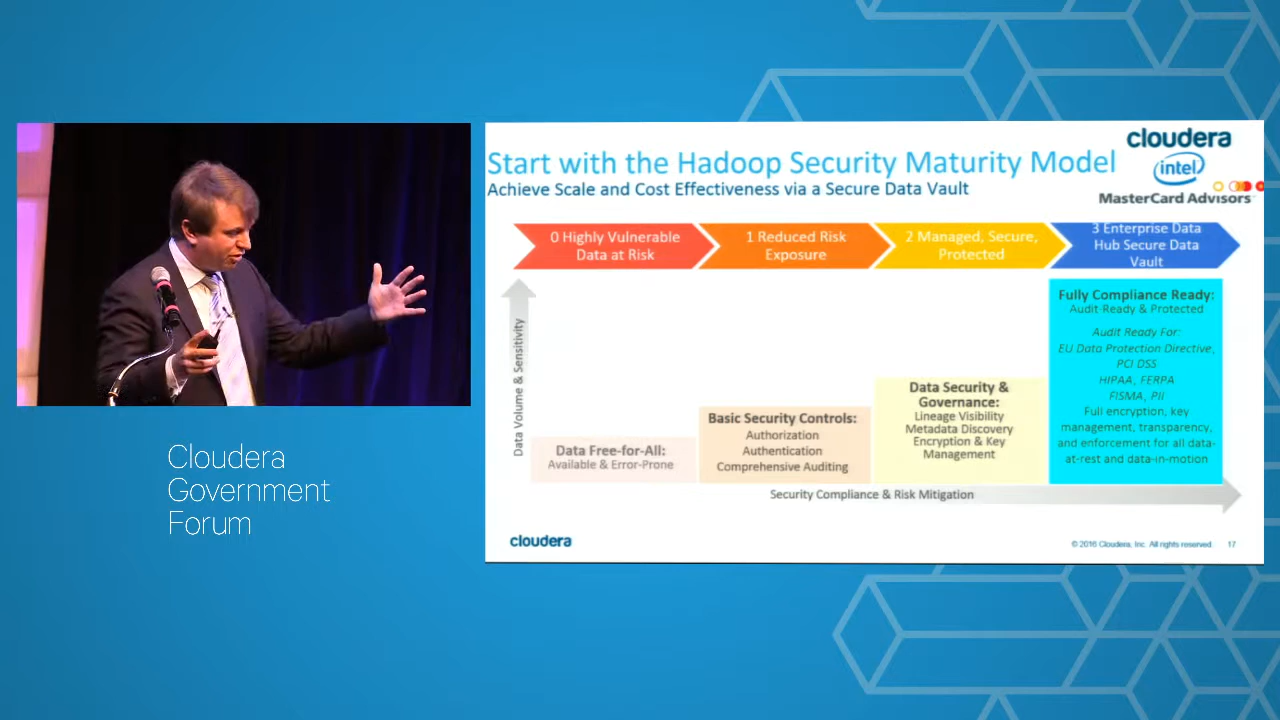 Cloudera
Government
Forum
Start with the Hadoop Security Maturity Model
Achieve Scale and Cost Effectiveness via a Secure Data Vault
cloudera
intel
MasterCard Advisors
0 Highly Vulnerable
Data at Risk
1 Reduced Risk
Exposure
2 Managed, Secure,
Protected
3 Enterprise Data
Hub Secure Data
Vault
Data Volume & Sensitivity
Data Free-for-All:
Available & Error-Prone
Basic Security Controls:
Authorization
Authentication
Comprehensive Auditing
Data Security &
Governance:
Lineage Visibility
Metadata Discovery
Encryption & Key
Management
Fully Compliance Ready:
Audit-Ready & Protected
Audit Ready For:
EU Data Protection Directive,
PCI DSS
HIPAA, FERPA
FISMA, PII
Full encryption, key
management, transparency,
and enforcement for all data-
at-rest and data-in-motion
Security Compliance & Risk Mitigation
cloudera
© 2016 Cloudera, Inc. All rights reserved.
17